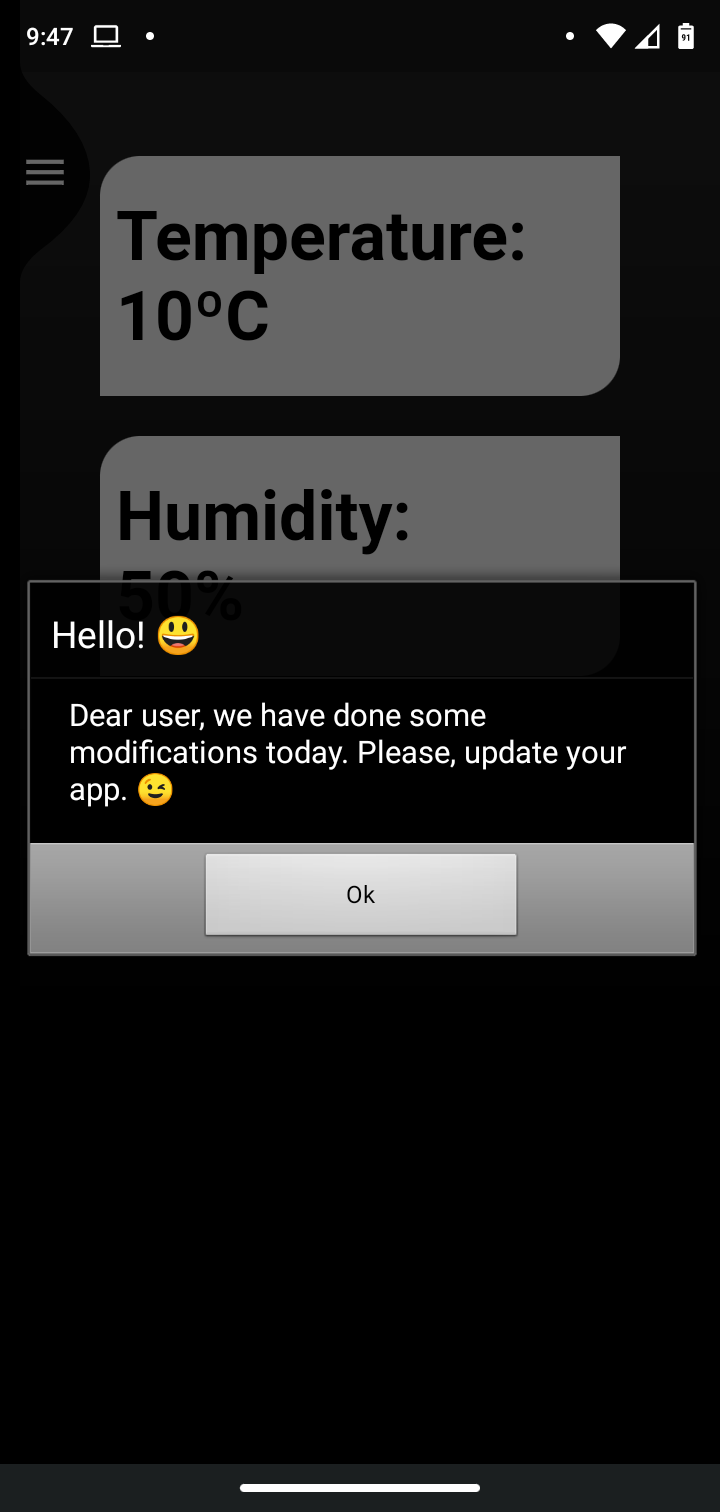 9:47
91
Temperature:
10ºC
Humidity:
50%
Hello! 😃
Dear user, we have done some
modifications today. Please, update your
app. 😉
Ok